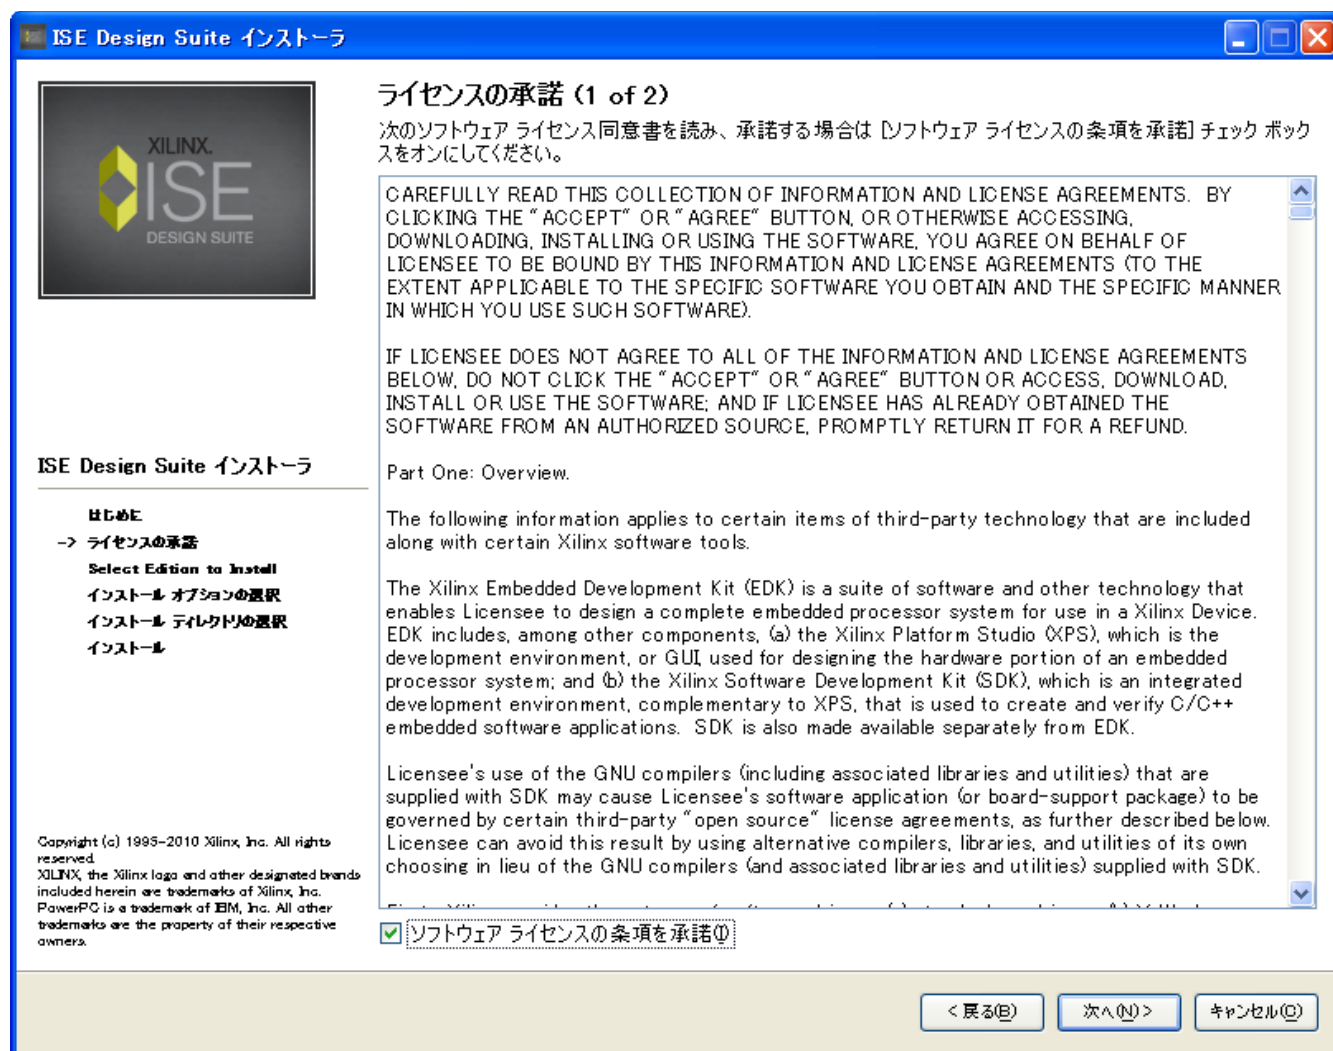 ISE Design Suite インストーラ
XILINX.
ISE
DESIGN SUITE
ISE Design Suite インストーラ
はじめに
-> ライセンスの承諾
Select Edition to Install
インストール オプションの選択
インストール ディレクトリの選択
インストール
Copyright (c) 1995-2010 Xilinx, Inc. All rights
reserved.
XILINX, the Xilinx logo and other designated brands
included herein are trademarks of Xilinx, Inc.
PowerPC is a trademark of IBM, Inc. All other
trademarks are the property of their respective
owners.
ライセンスの承諾 (1 of 2)
次のソフトウェア ライセンス同意書を読み、承諾する場合は [ソフトウェア ライセンスの条項を承諾] チェック ボック
スをオンにしてください。
CAREFULLY READ THIS COLLECTION OF INFORMATION AND LICENSE AGREEMENTS.  BY
CLICKING THE "ACCEPT" OR "AGREE" BUTTON, OR OTHERWISE ACCESSING,
DOWNLOADING, INSTALLING OR USING THE SOFTWARE, YOU AGREE ON BEHALF OF
LICENSEE TO BE BOUND BY THIS INFORMATION AND LICENSE AGREEMENTS (TO THE
EXTENT APPLICABLE TO THE SPECIFIC SOFTWARE YOU OBTAIN AND THE SPECIFIC MANNER
IN WHICH YOU USE SUCH SOFTWARE).
IF LICENSEE DOES NOT AGREE TO ALL OF THE INFORMATION AND LICENSE AGREEMENTS
BELOW, DO NOT CLICK THE "ACCEPT" OR "AGREE" BUTTON OR ACCESS, DOWNLOAD,
INSTALL OR USE THE SOFTWARE; AND IF LICENSEE HAS ALREADY OBTAINED THE
SOFTWARE FROM AN AUTHORIZED SOURCE, PROMPTLY RETURN IT FOR A REFUND.
Part One: Overview.
The following information applies to certain items of third-party technology that are included
along with certain Xilinx software tools.
The Xilinx Embedded Development Kit (EDK) is a suite of software and other technology that
enables Licensee to design a complete embedded processor system for use in a Xilinx Device.
EDK includes, among other components, (a) the Xilinx Platform Studio (XPS), which is the
development environment, or GUI, used for designing the hardware portion of an embedded
processor system; and (b) the Xilinx Software Development Kit (SDK), which is an integrated
development environment, complementary to XPS, that is used to create and verify C/C++
embedded software applications.  SDK is also made available separately from EDK.
Licensee's use of the GNU compilers (including associated libraries and utilities) that are
supplied with SDK may cause Licensee's software application (or board-support package) to be
governed by certain third-party "open source" license agreements, as further described below.
Licensee can avoid this result by using alternative compilers, libraries, and utilities of its own
choosing in lieu of the GNU compilers (and associated libraries and utilities) supplied with SDK.
ソフトウェア ライセンスの条項を承諾(I)
< 戻る(B)
次へ(N) >
キャンセル(C)